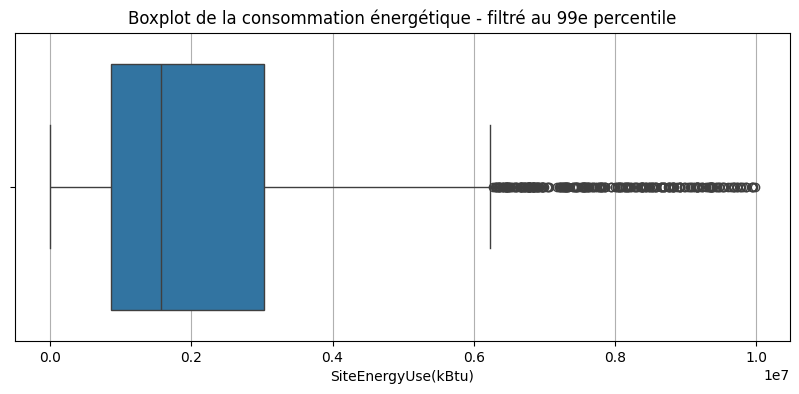 Boxplot de la consommation énergétique - filtré au 99e percentile
0.0 0.2 0.4 0.6 0.8 1.0
1e7
SiteEnergyUse(kBtu)